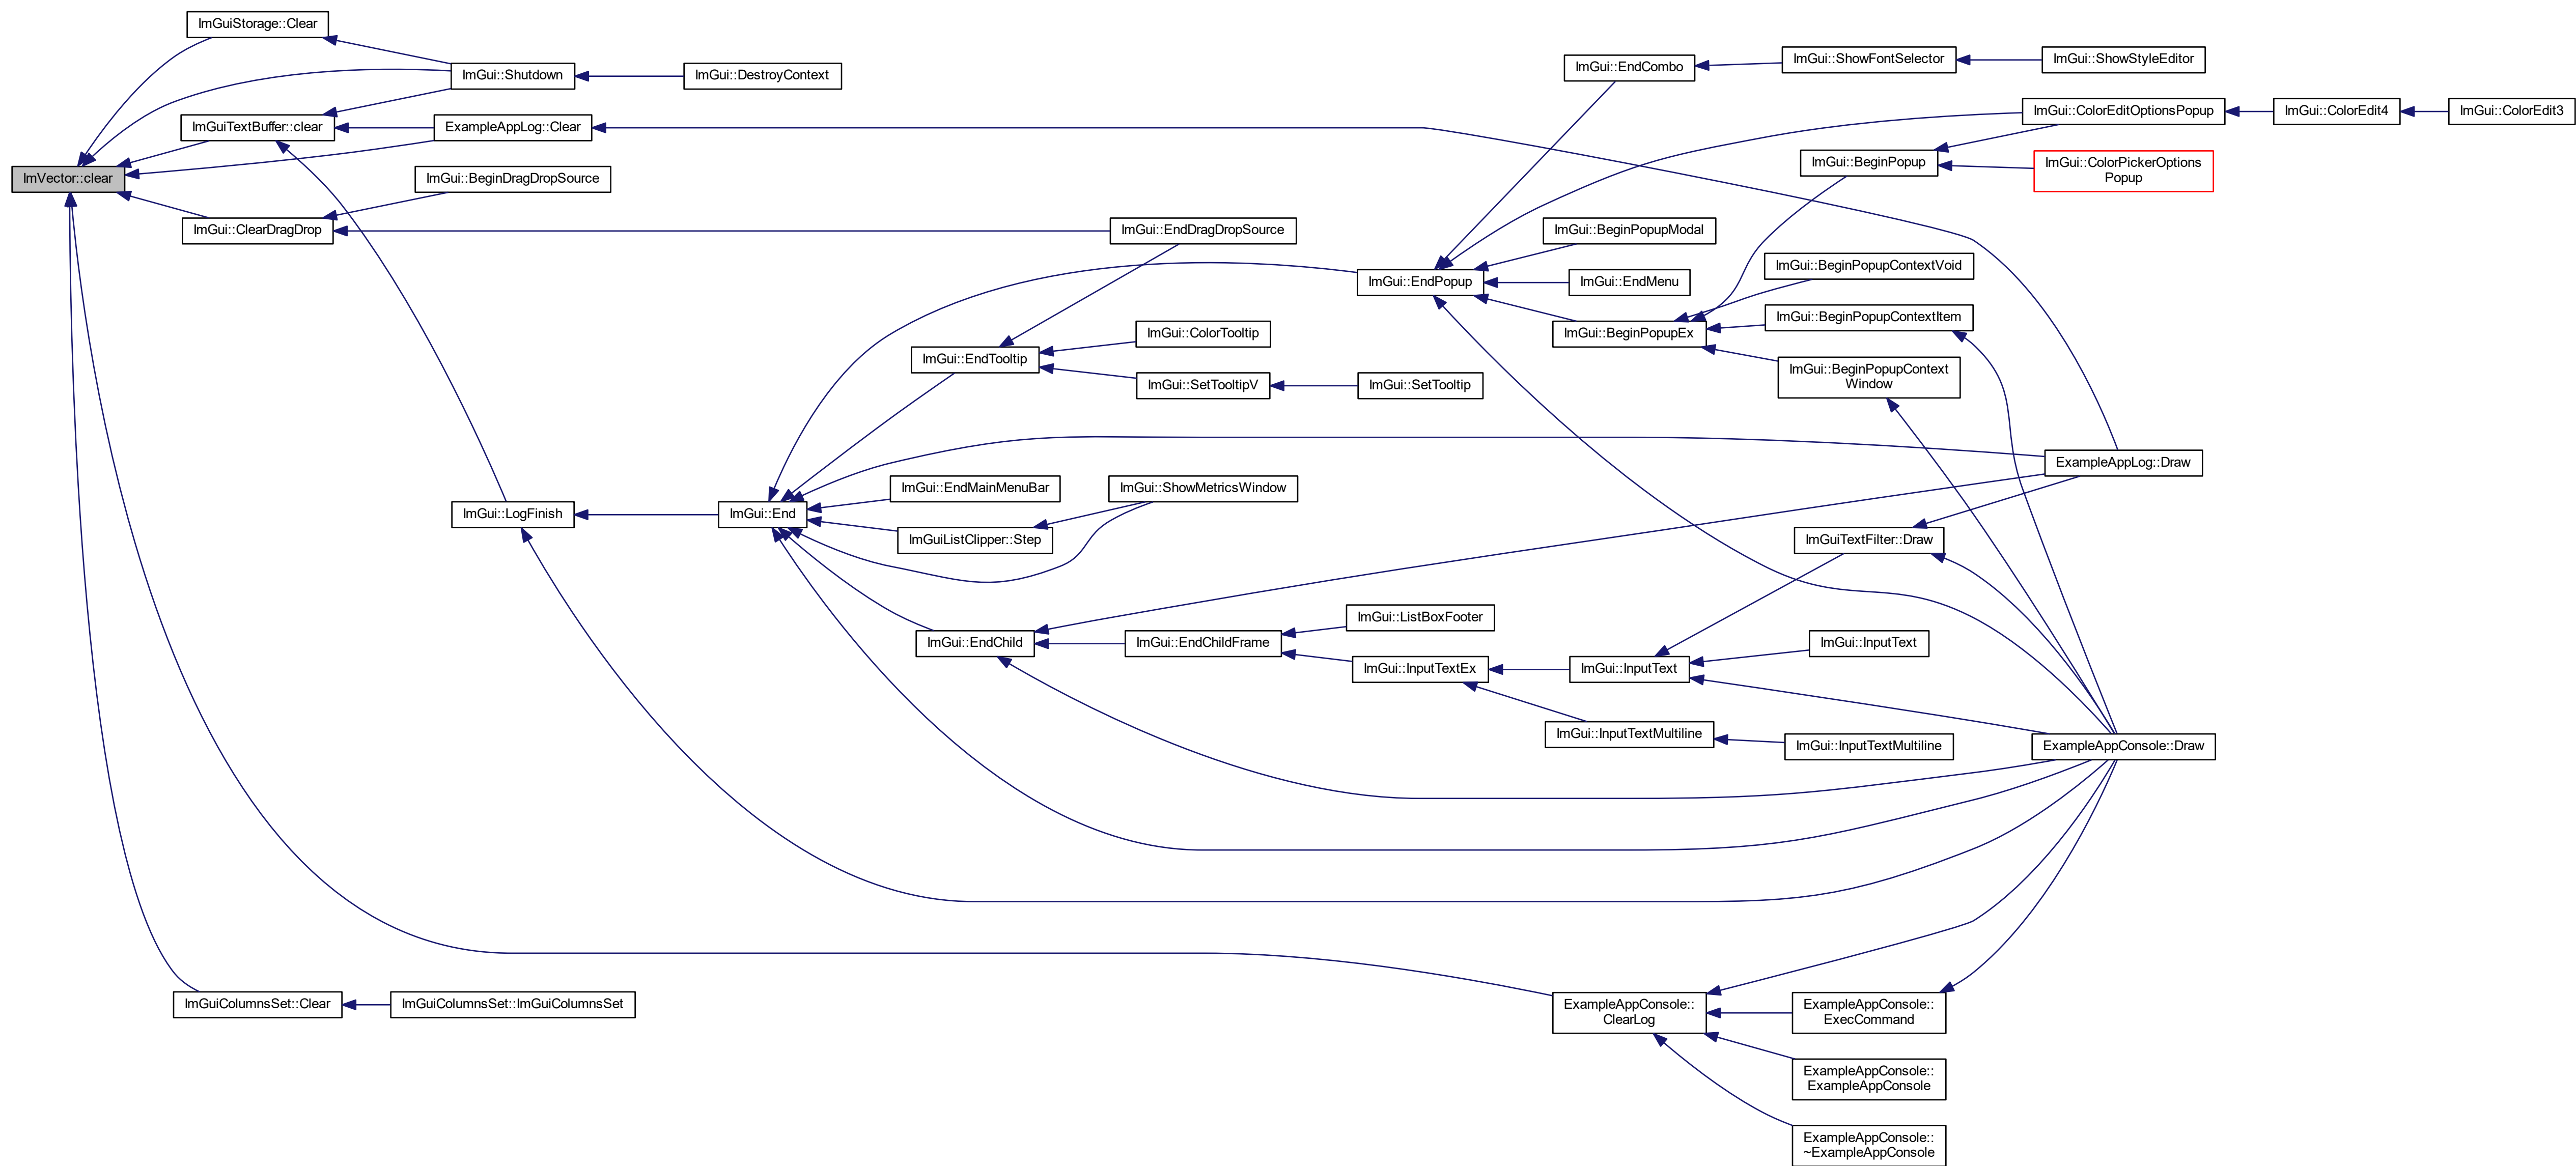 ImGuiStorage::Clear
ImGui::EndCombo
ImGui::ShowFontSelector
ImGui::ShowStyleEditor
ImGui::Shutdown
ImGui::DestroyContext
ImGui::ColorEditOptionsPopup
ImGui::ColorEdit4
ImGui::ColorEdit3
ImGuiTextBuffer::clear
ExampleAppLog::Clear
ImGui::BeginPopup
ImGui::ColorPickerOptions
Popup
ImVector::clear
ImGui::BeginDragDropSource
ImGui::ClearDragDrop
ImGui::EndDragDropSource
ImGui::BeginPopupModal
ImGui::BeginPopupContextVoid
ImGui::EndPopup
ImGui::EndMenu
ImGui::BeginPopupContextItem
ImGui::ColorTooltip
ImGui::BeginPopupEx
ImGui::EndTooltip
ImGui::BeginPopupContext
Window
ImGui::SetTooltipV
ImGui::SetTooltip
ExampleAppLog::Draw
ImGui::EndMainMenuBar
ImGui::ShowMetricsWindow
ImGui::LogFinish
ImGui::End
ImGuiListClipper::Step
ImGuiTextFilter::Draw
ImGui::ListBoxFooter
ImGui::EndChild
ImGui::EndChildFrame
ImGui::InputText
ImGui::InputTextEx
ImGui::InputText
ImGui::InputTextMultiline
ImGui::InputTextMultiline
ExampleAppConsole::Draw
ImGuiColumnsSet::Clear
ImGuiColumnsSet::ImGuiColumnsSet
ExampleAppConsole::
ClearLog
ExampleAppConsole::
ExecCommand
ExampleAppConsole::
ExampleAppConsole
ExampleAppConsole::
~ExampleAppConsole